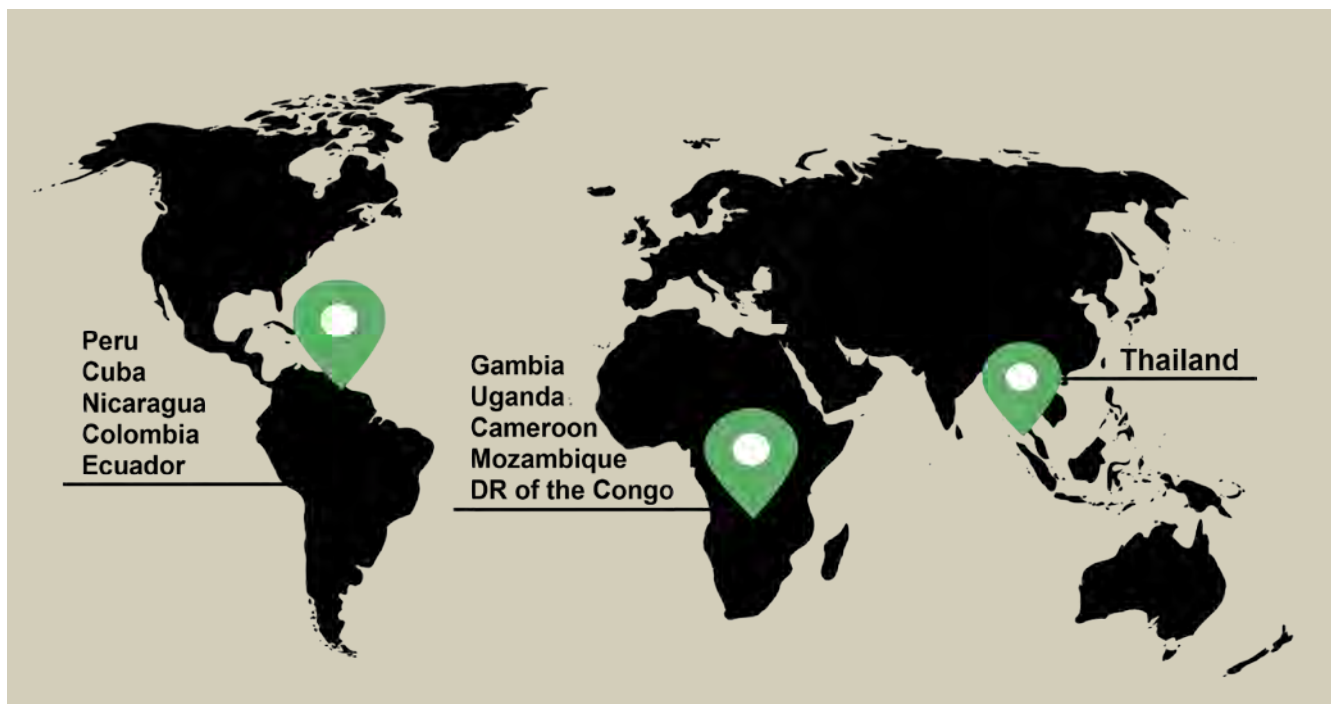 Peru
Cuba
Nicaragua
Colombia
Ecuador
Gambia
Uganda
Cameroon
Mozambique
DR of the Congo
Thailand